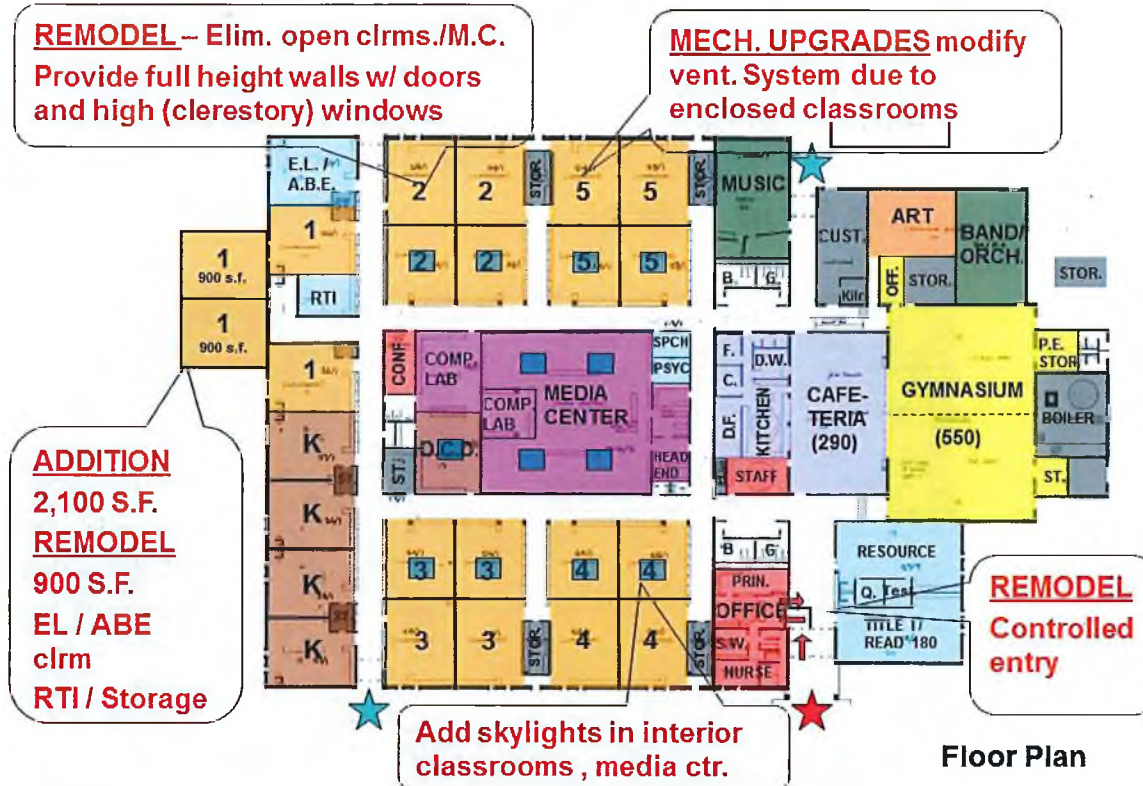 REMODEL – Elim. open clrms./M.C.
Provide full height walls w/ doors
and high (clerestory) windows
MECH. UPGRADES modify
vent. System due to
enclosed classrooms
E.L. /
A.B.E.
2
2
STOR.
5
5
STOR.
MUSIC
1
2
2
5
5
CUST.
ART
BAND/
ORCH.
1
900 s.f.
1
900 s.f.
RTI
B.
G.
Kiln
OFF.
STOR.
STOR.
1
CONF
COMP.
LAB
COMP
LAB
MEDIA
CENTER
SPCH
PSYC
F.
C.
D.F.
D.W.
KITCHEN
CAFE-
TERIA
(290)
GYMNASIUM
(550)
P.E.
STOR
BOILER
K
ST.
D.C.D.
HEAD
END
STAFF
ST.
ADDITION
2,100 S.F.
REMODEL
900 S.F.
EL / ABE
clrm
RTI / Storage
K
K
K
3
3
4
4
B
G
RESOURCE
Q.
Test
TITLE 1/
READ 180
3
3
STOR.
4
4
STOR.
PRIN.
OFFICE
S.W.
NURSE
REMODEL
Controlled
entry
Add skylights in interior
classrooms , media ctr.
Floor Plan